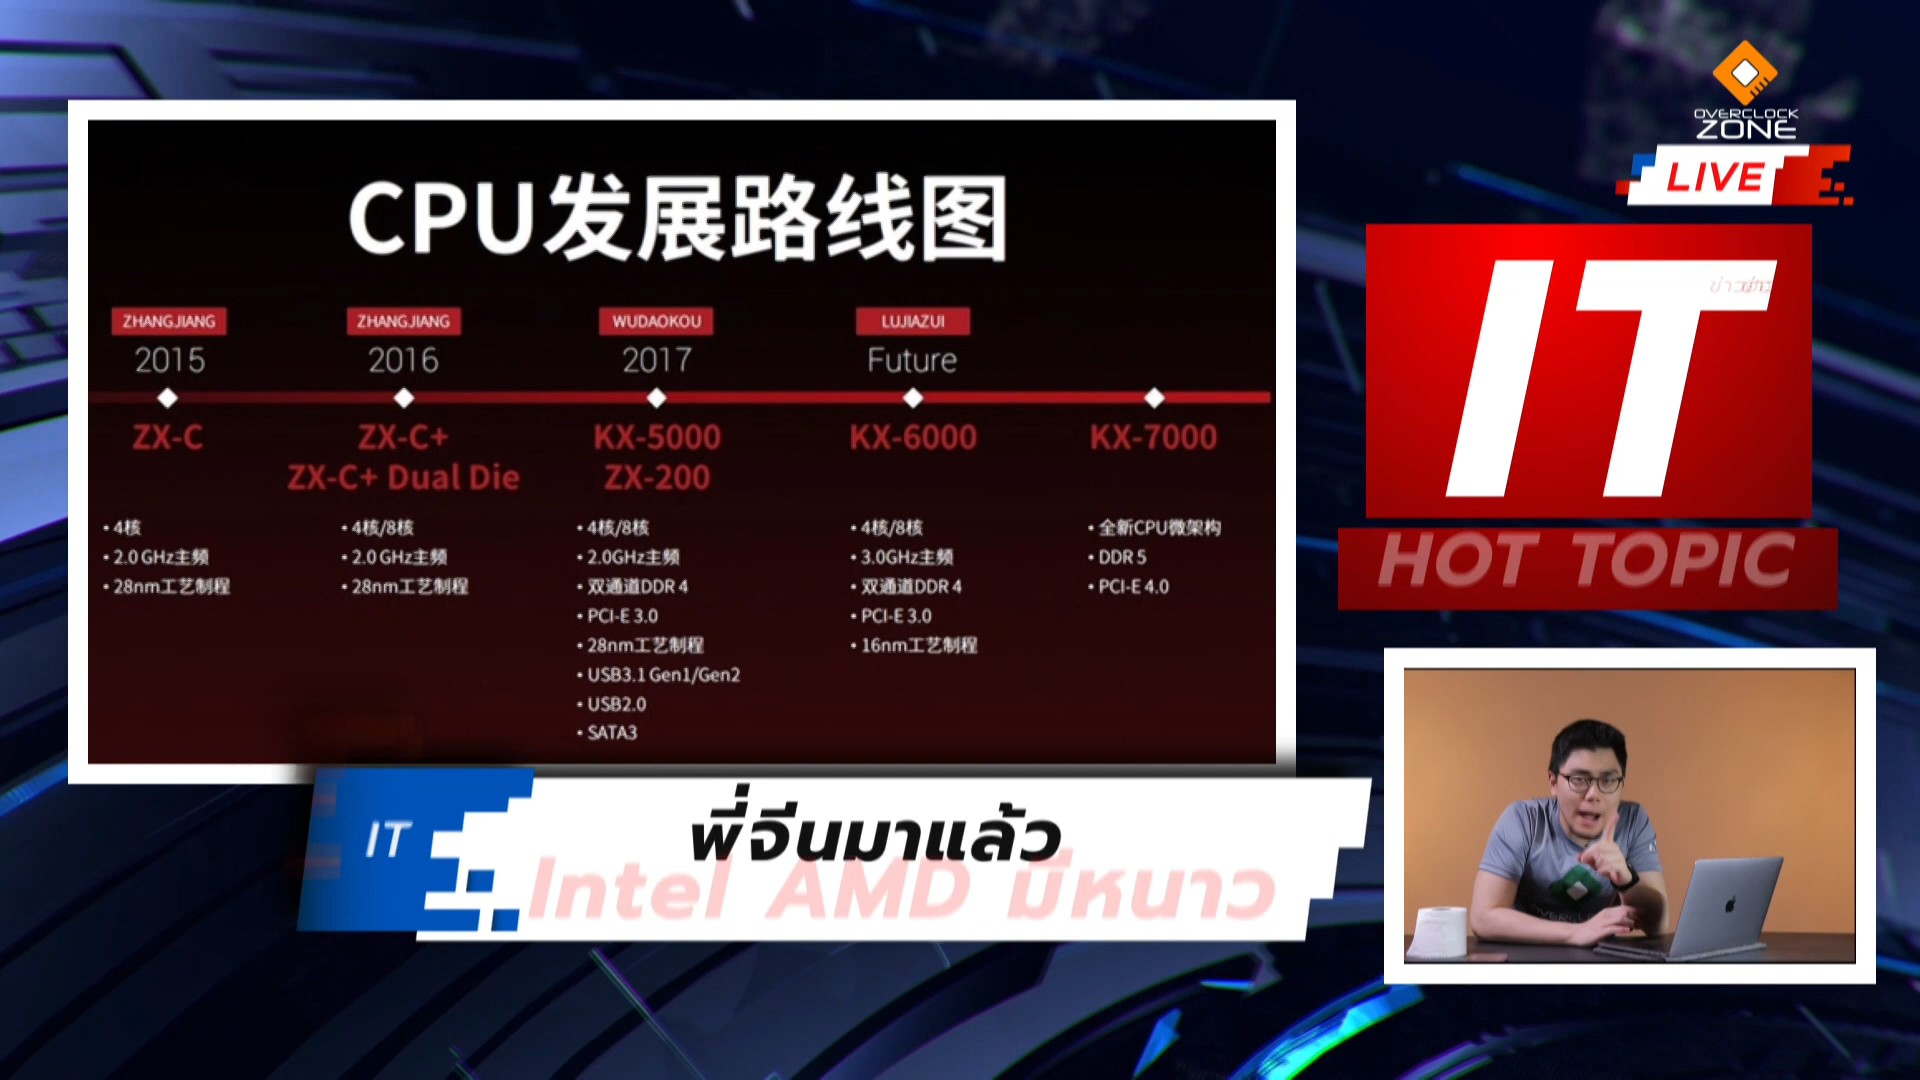 OVERCLOCK
ZONE
LIVE
CPU发展路线图
ZHANGJIANG
2015
ZX-C
• 4核
• 2.0 GHz主频
• 28nm工艺制程
ZHANGJIANG
2016
ZX-C+
ZX-C+ Dual Die
• 4核/8核
• 2.0 GHz主频
• 28nm工艺制程
WUDAOKOU
2017
KX-5000
ZX-200
• 4核/8核
• 2.0GHz主频
• 双通道DDR 4
• PCI-E 3.0
• 28nm工艺制程
• USB3.1 Gen1/Gen2
• USB2.0
• SATA3
LUJIAZUI
Future
KX-6000
• 4核/8核
• 3.0GHz主频
• 双通道DDR 4
• PCI-E 3.0
• 16nm工艺制程
KX-7000
• 全新CPU微架构
• DDR 5
• PCI-E 4.0
IT
HOT TOPIC
IT
พี่จีนมาแล้ว
Intel AMD มีหนาว